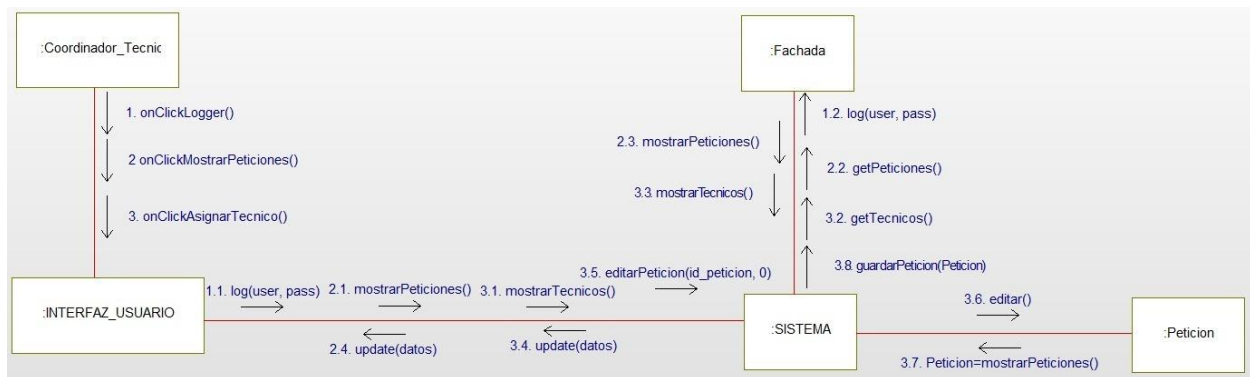 :Coordinador_Tecnic
:Fachada
1. onClickLogger()
1.2. log(user, pass)
2.3. mostrarPeticiones()
2 onClickMostrarPeticiones()
2.2. getPeticiones()
3.3. mostrarTecnicos()
3. onClickAsignarTecnico()
3.2. getTecnicos()
3.8. guardarPeticion(Peticion)
3.5. editarPeticion(id_peticion, 0)
1.1. log(user, pass)
2.1. mostrarPeticiones()
3.1. mostrarTecnicos()
3.6. editar()
:INTERFAZ_USUARIO
:SISTEMA
:Peticion
2.4. update(datos)
3.4. update(datos)
3.7. Peticion=mostrarPeticiones()